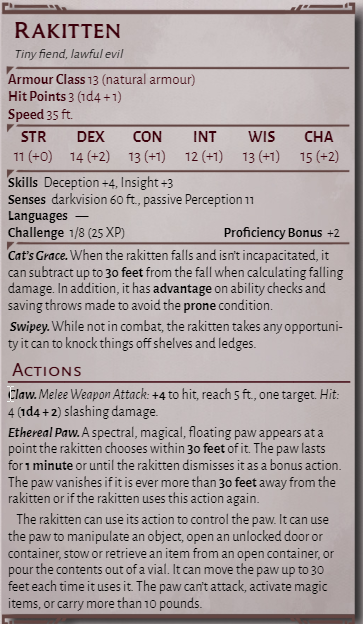 RAKITTEN
Tiny fiend, lawful evil
Armour Class 13 (natural armour)
Hit Points 3 (1d4 + 1)
Speed 35 ft.
STR DEX CON INT WIS CHA
11 (+0) 14 (+2) 13 (+1) 12 (+1) 13 (+1) 15 (+2)
Skills Deception +4, Insight +3
Senses darkvision 60 ft., passive Perception 11
Languages —
Challenge 1/8 (25 XP) Proficiency Bonus +2
Cat's Grace. When the rakitten falls and isn't incapacitated, it
can subtract up to 30 feet from the fall when calculating falling
damage. In addition, it has advantage on ability checks and
saving throws made to avoid the prone condition.
Swipey. While not in combat, the rakitten takes any opportuni-
ty it can to knock things off shelves and ledges.
ACTIONS
Claw. Melee Weapon Attack: +4 to hit, reach 5 ft., one target. Hit:
4 (1d4 + 2) slashing damage.
Ethereal Paw. A spectral, magical, floating paw appears at a
point the rakitten chooses within 30 feet of it. The paw lasts
for 1 minute or until the rakitten dismisses it as a bonus action.
The paw vanishes if it is ever more than 30 feet away from the
rakitten or if the rakitten uses this action again.
The rakitten can use its action to control the paw. It can use
the paw to manipulate an object, open an unlocked door or
container, stow or retrieve an item from an open container, or
pour the contents out of a vial. It can move the paw up to 30
feet each time it uses it. The paw can't attack, activate magic
items, or carry more than 10 pounds.